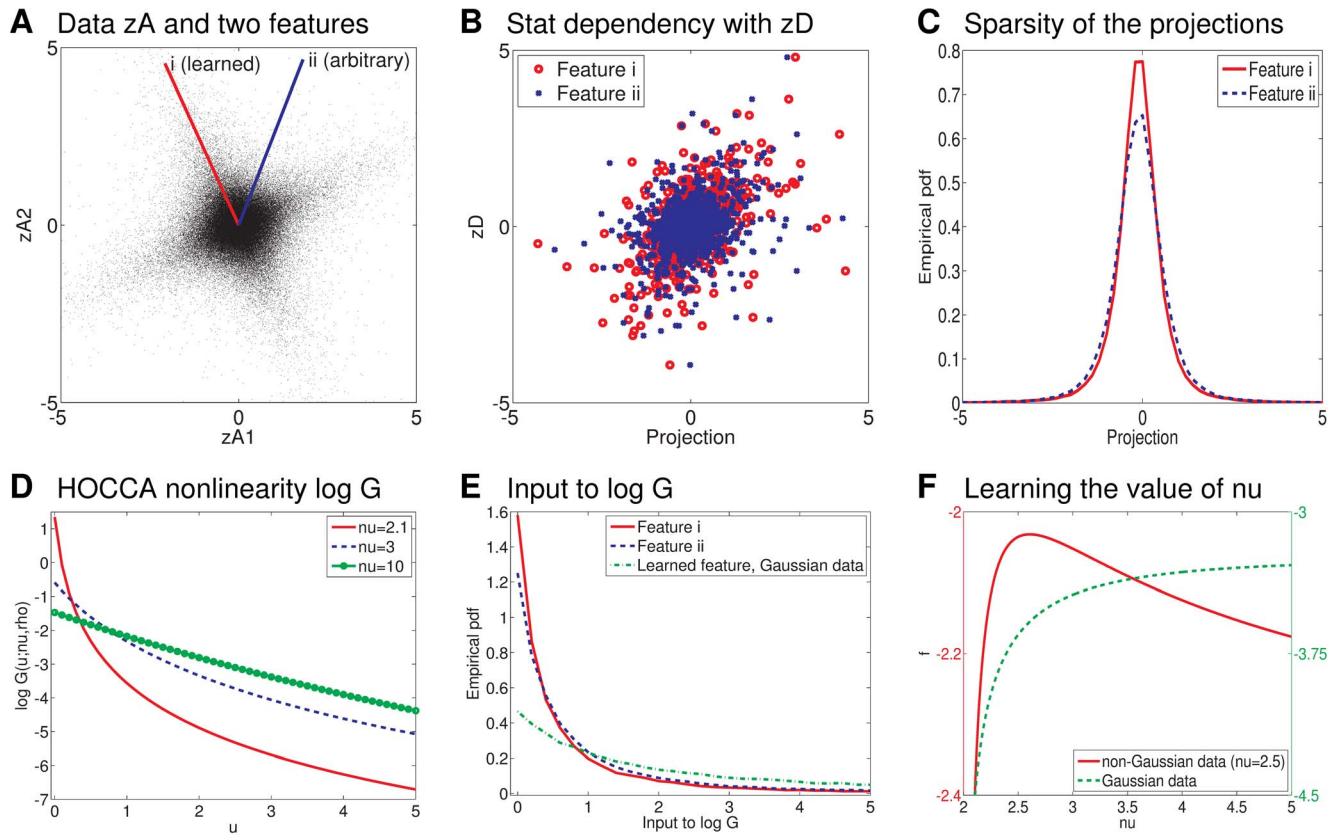 A Data zA and two features
5
i (learned)
ii (arbitrary)
zA2
0
-5
-5
0
5
zA1
B Stat dependency with zD
5
Feature i
Feature ii
zD
0
-5
-5
0
5
Projection
C Sparsity of the projections
0.8
0.7
0.6
0.5
0.4
0.3
0.2
0.1
0
Feature i
Feature ii
Empirical pdf
-5
0
5
Projection
D HOCCA nonlinearity log G
1
0
-1
-2
-3
-4
-5
-6
-7
nu=2.1
nu=3
nu=10
log G(u;nu,rho)
0
1
2
3
4
5
u
E Input to log G
1.6
1.4
1.2
1
0.8
0.6
0.4
0.2
0
Feature i
Feature ii
Learned feature, Gaussian data
Empirical pdf
0
1
2
3
4
5
Input to log G
F Learning the value of nu
-2
-2.2
-2.4
f
-3
-3.75
-4.5
non-Gaussian data (nu=2.5)
Gaussian data
2
2.5
3
3.5
4
4.5
5
nu